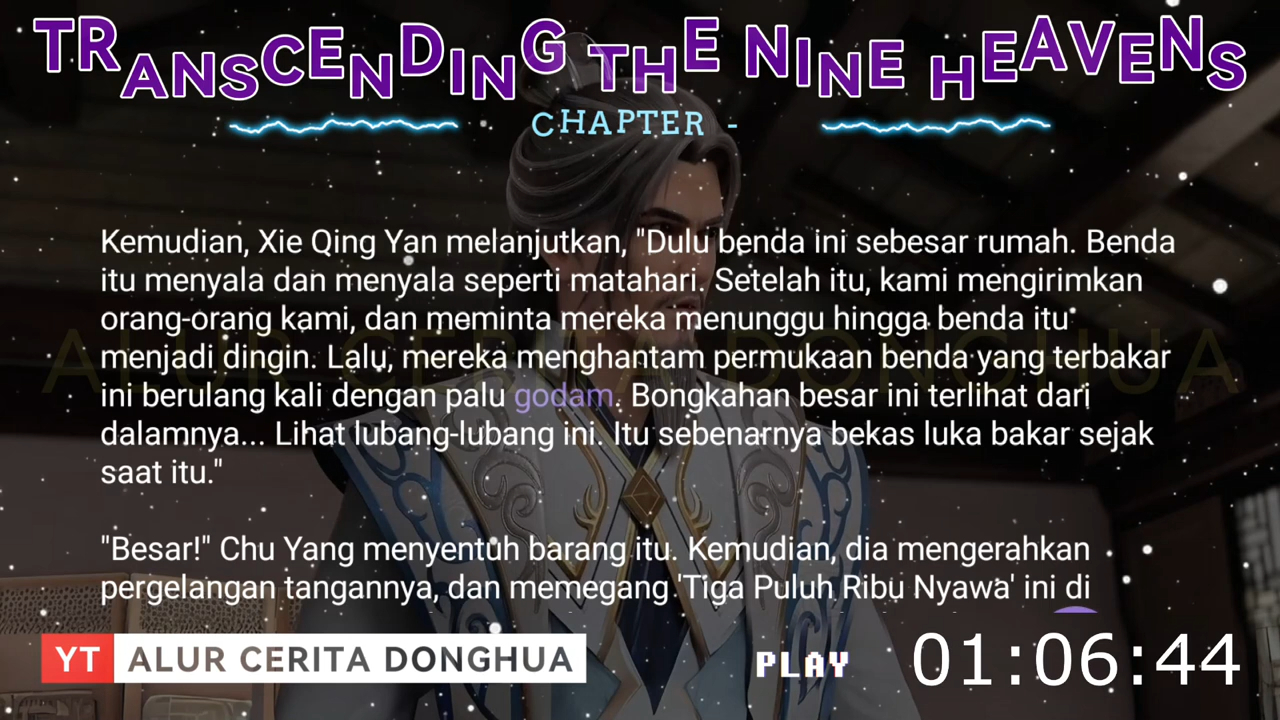 TRANSCENDING THE NINE HEAVENS
CHAPTER -
Kemudian, Xie Qing Yan melanjutkan, "Dulu benda ini sebesar rumah. Benda
itu menyala dan menyala seperti matahari. Setelah itu, kami mengirimkan
orang-orang kami, dan meminta mereka menunggu hingga benda itu
menjadi dingin. Lalu, mereka menghantam permukaan benda yang terbakar
ini berulang kali dengan palu godam. Bongkahan besar ini terlihat dari
dalamnya... Lihat lubang-lubang ini. Itu sebenarnya bekas luka bakar sejak
saat itu."
"Besar!" Chu Yang menyentuh barang itu. Kemudian, dia mengerahkan
pergelangan tangannya, dan memegang 'Tiga Puluh Ribu Nyawa' ini di
ALUR CERITA DONGHUA
YT ALUR CERITA DONGHUA
PLAY
01:06:44